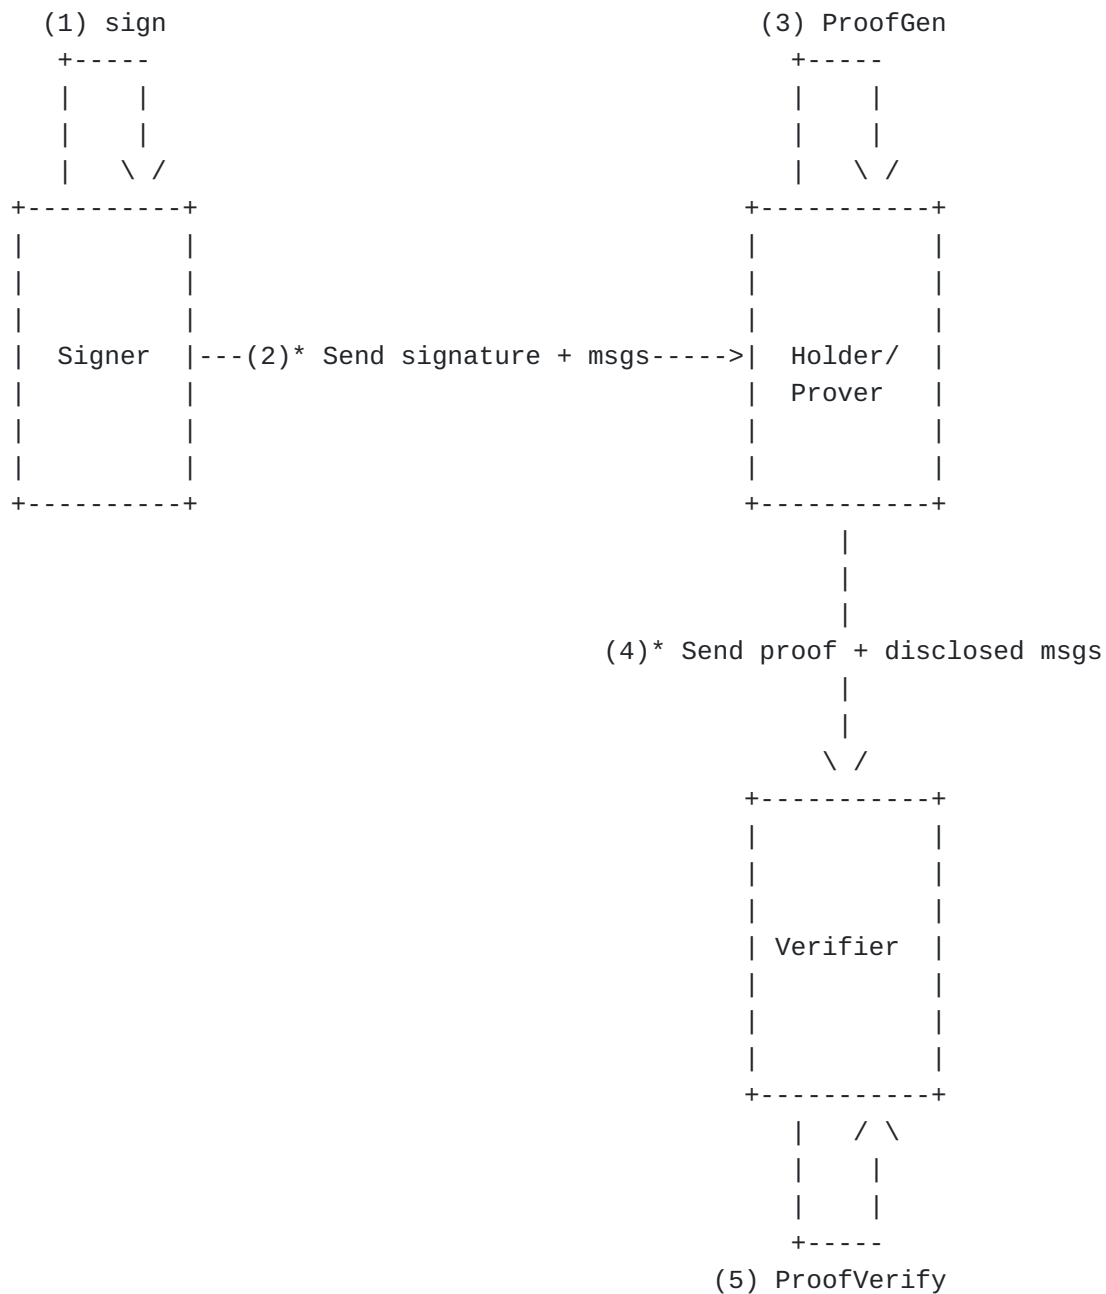 (1) sign (3) ProofGen
Signer ---(2)* Send signature + msgs-----> Holder/
Prover
(4)* Send proof + disclosed msgs
Verifier
(5) ProofVerify